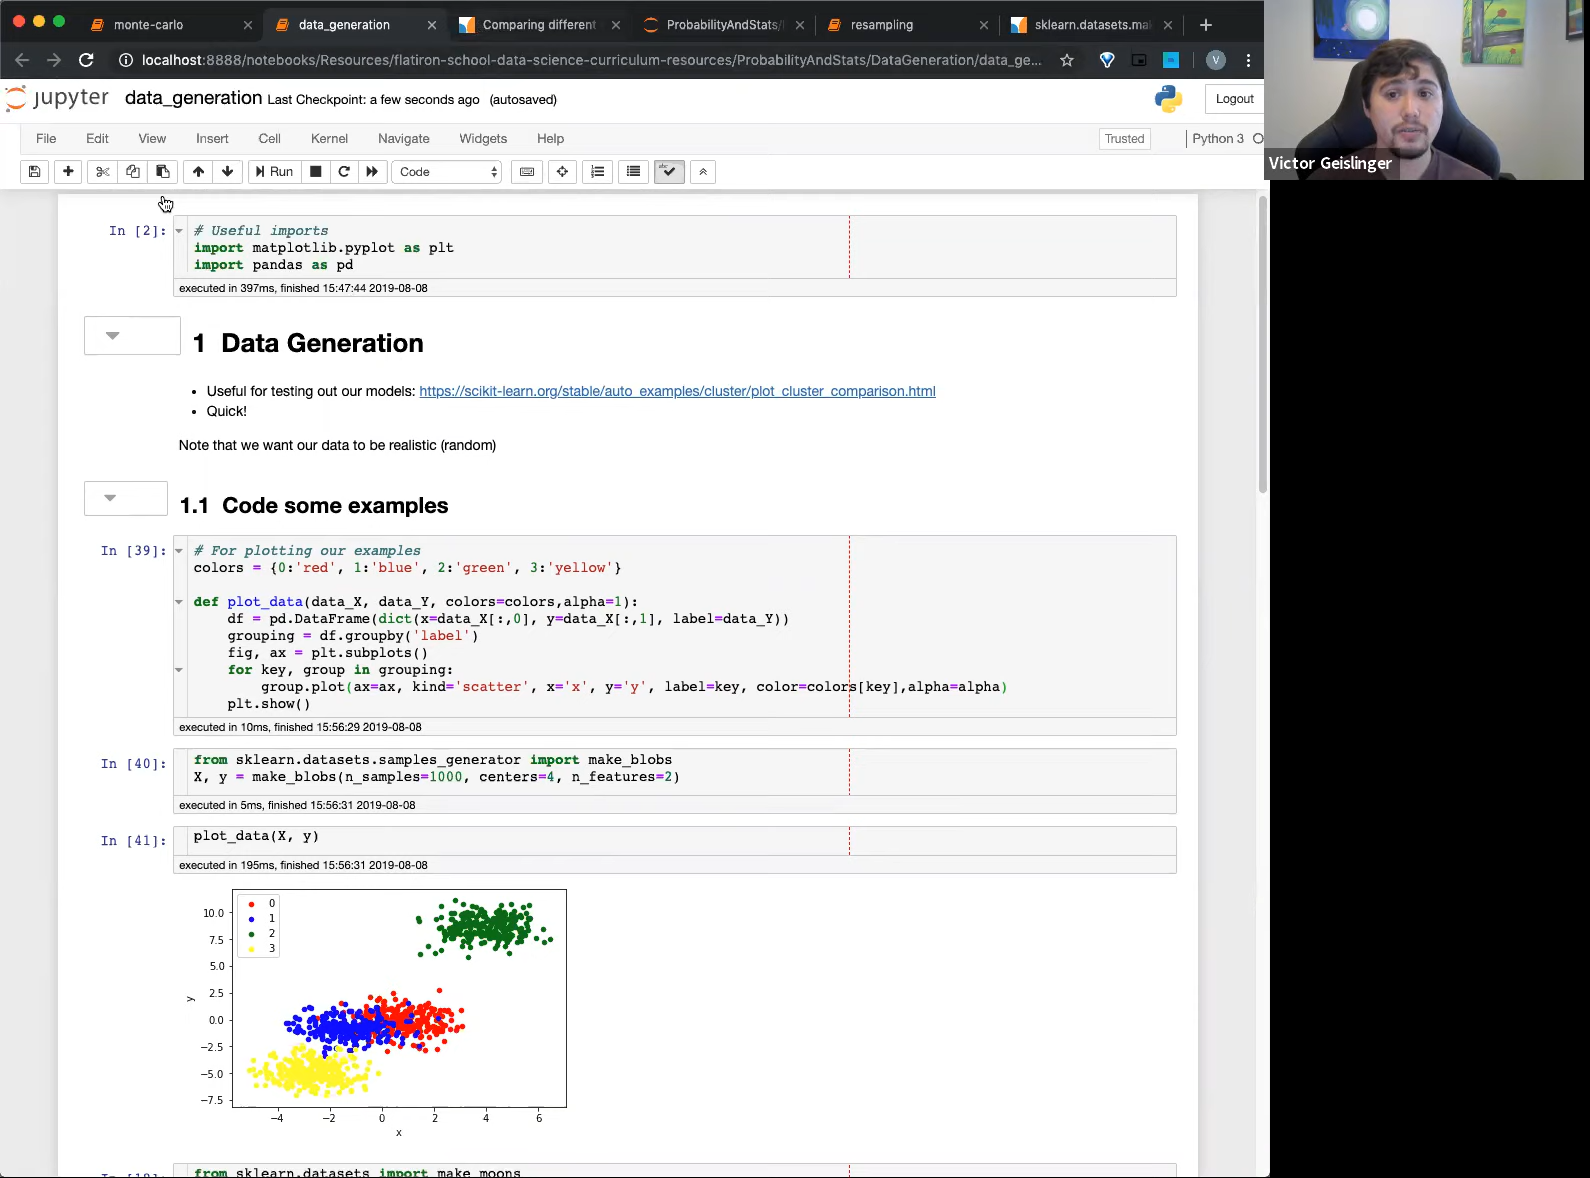 monte-carlo
data_generation
Comparing different
ProbabilityAndStats/
resampling
sklearn.datasets.ma
localhost:8888/notebooks/Resources/flatiron-school-data-science-curriculum-resources/ProbabilityAndStats/DataGeneration/data_ge...
V
jupyter data_generation Last Checkpoint: a few seconds ago (autosaved)
Logout
File Edit View Insert Cell Kernel Navigate Widgets Help
Trusted
Python 3
Run
Code
Victor Geislinger
In [2]:
# Useful imports
import matplotlib.pyplot as plt
import pandas as pd
executed in 397ms, finished 15:47:44 2019-08-08
1 Data Generation
• Useful for testing out our models: https://scikit-learn.org/stable/auto_examples/cluster/plot_cluster_comparison.html
• Quick!
Note that we want our data to be realistic (random)
1.1 Code some examples
In [39]:
# For plotting our examples
colors = {0:'red', 1:'blue', 2:'green', 3:'yellow'}
def plot_data(data_X, data_Y, colors=colors,alpha=1):
df = pd.DataFrame(dict(x=data_X[:,0], y=data_X[:,1], label=data_Y))
grouping = df.groupby('label')
fig, ax = plt.subplots()
for key, group in grouping:
group.plot(ax=ax, kind='scatter', x='x', y='y', label=key, color=colors[key],alpha=alpha)
plt.show()
executed in 10ms, finished 15:56:29 2019-08-08
In [40]:
from sklearn.datasets.samples_generator import make_blobs
X, y = make_blobs(n_samples=1000, centers=4, n_features=2)
executed in 5ms, finished 15:56:31 2019-08-08
In [41]:
plot_data(X, y)
executed in 195ms, finished 15:56:31 2019-08-08
0
1
2
3
10.0
7.5
5.0
2.5
0.0
−2.5
−5.0
−7.5
y
−4 −2 0 2 4 6
x
from sklearn.datasets import make_moons